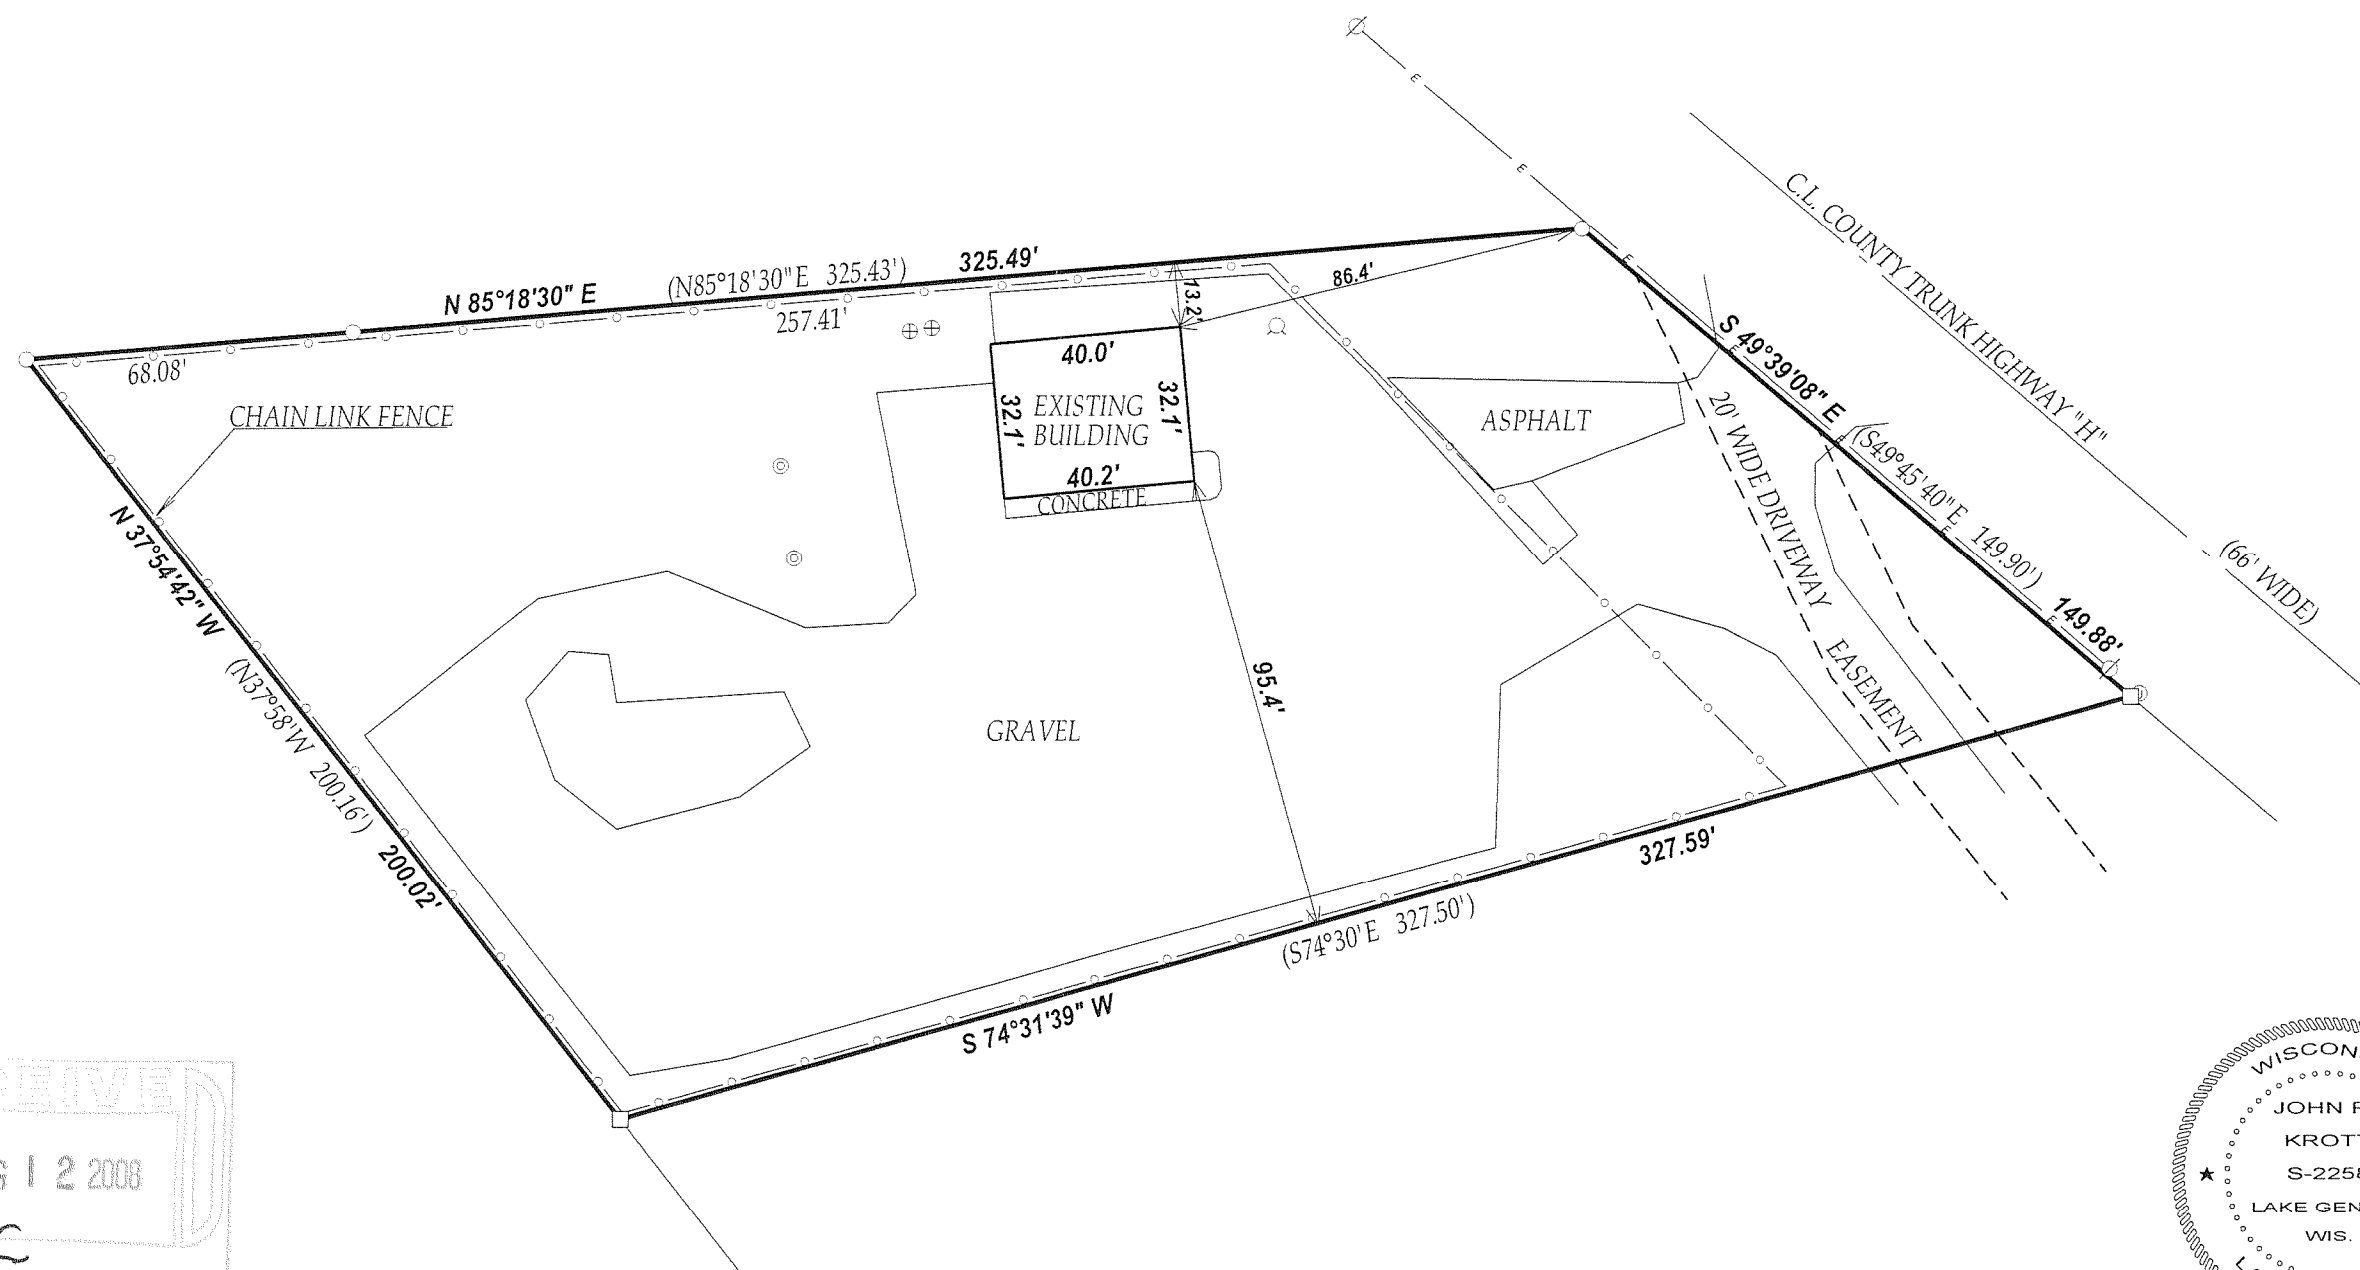 C.L. COUNTY TRUNK HIGHWAY "H"
(66' WIDE)
N 85°18'30" E
(N85°18'30"E 325.43')
325.49'
257.41'
68.08'
86.4'
13.2'
CHAIN LINK FENCE
40.0'
32.1'
EXISTING
BUILDING
32.1'
40.2'
CONCRETE
ASPHALT
S 49°39'08" E
(S49°45'40"E 149.90')
149.88'
20' WIDE DRIVEWAY EASEMENT
N 37°54'42" W
(N37°58'W 200.16')
200.02'
95.4'
GRAVEL
327.59'
(S74°30'E 327.50')
S 74°31'39" W
EIVE
12 2008
WISCON
JOHN
KROTT
S-2258
LAKE GEN
WIS.